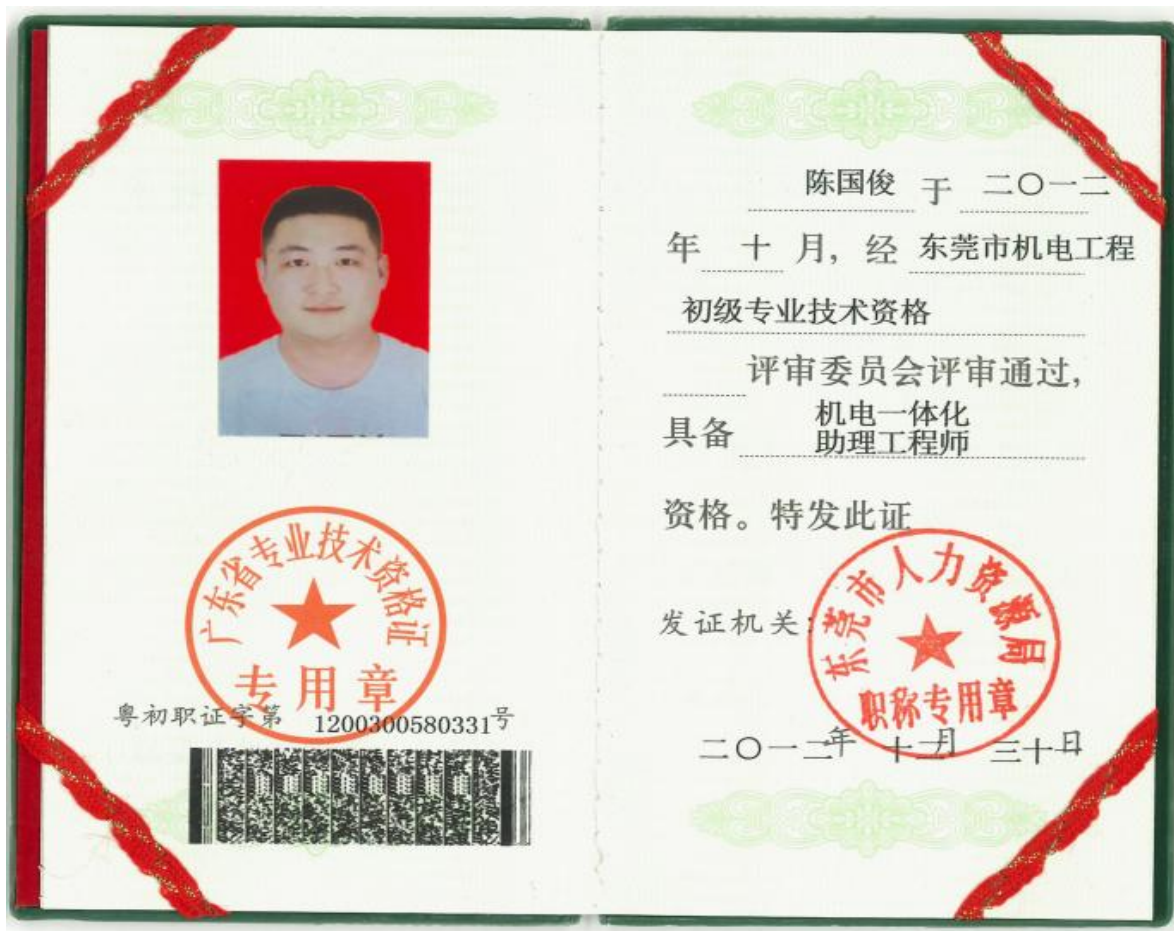 广东省专业技术资格证
专用章
粤初职证字第 1200300580331号
陈国俊 于 二〇一二
年 十 月, 经 东莞市机电工程
初级专业技术资格
评审委员会评审通过,
具备 机电一体化
助理工程师
资格。特发此证
发证机关:
东莞市人力资源局
职称专用章
二〇一二年 十一月 三十日